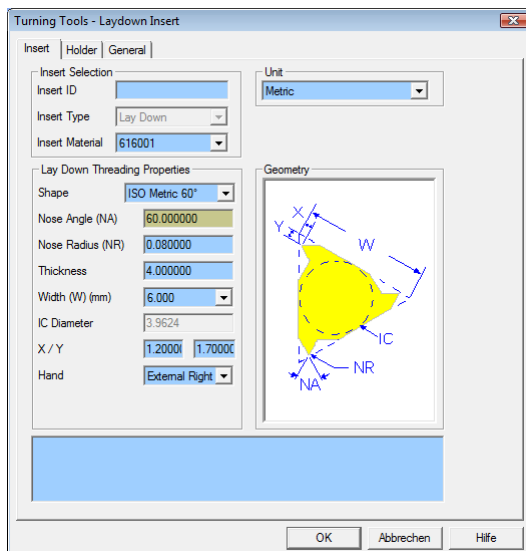 Turning Tools - Laydown Insert
Insert Holder General
Insert Selection
Insert ID
Insert Type Lay Down
Insert Material 616001
Unit
Metric
Lay Down Threading Properties
Shape ISO Metric 60°
Nose Angle (NA) 60.000000
Nose Radius (NR) 0.080000
Thickness 4.000000
Width (W) (mm) 6.000
IC Diameter 3.9624
X / Y 1.2000( 1.7000(
Hand External Right
Geometry
X
Y
W
IC
NR
NA
OK Abbrechen Hilfe